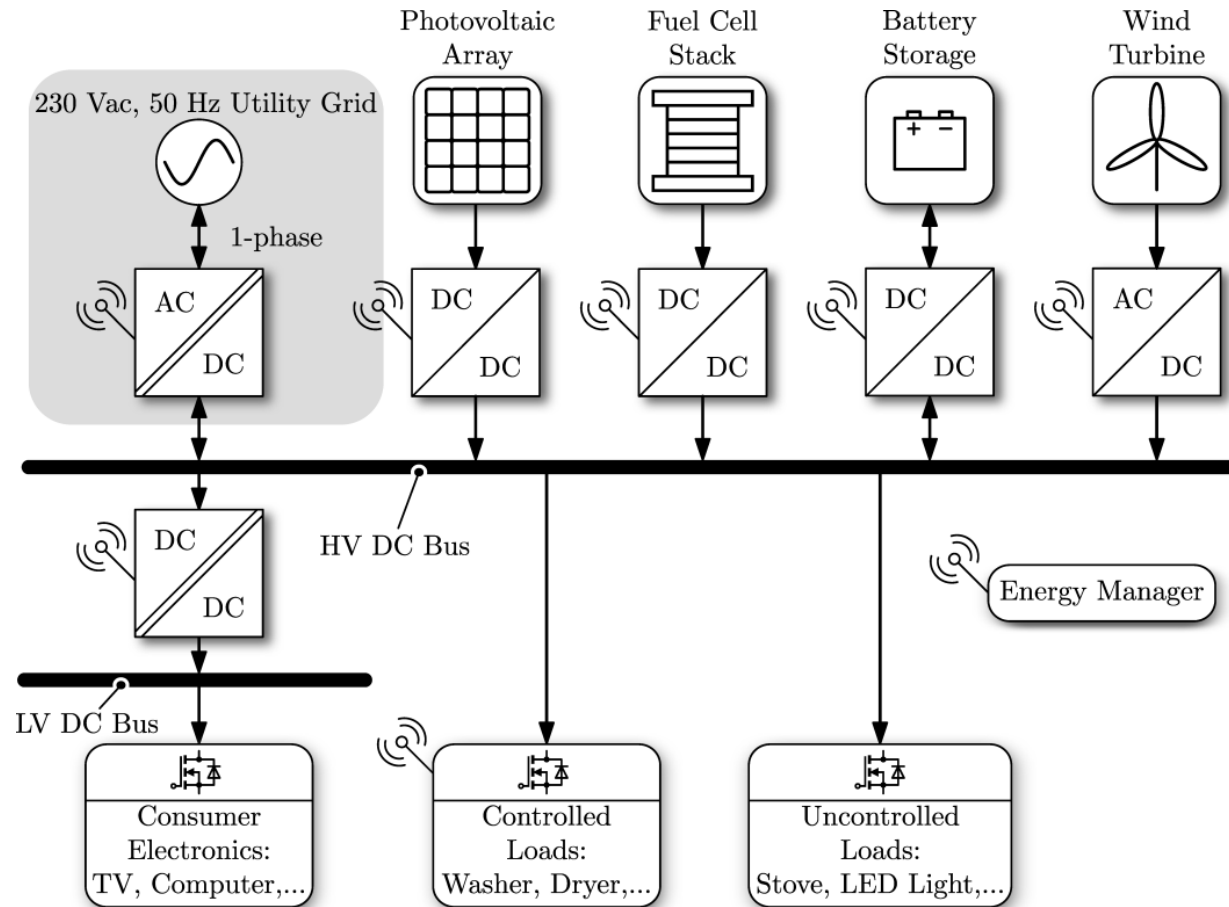 Photovoltaic
Array
Fuel Cell
Stack
Battery
Storage
Wind
Turbine
230 Vac, 50 Hz Utility Grid
+ −
1-phase
AC
DC
DC
DC
DC
DC
DC
DC
AC
DC
HV DC Bus
DC
DC
Energy Manager
LV DC Bus
Consumer
Electronics:
TV, Computer,...
Controlled
Loads:
Washer, Dryer,...
Uncontrolled
Loads:
Stove, LED Light,...